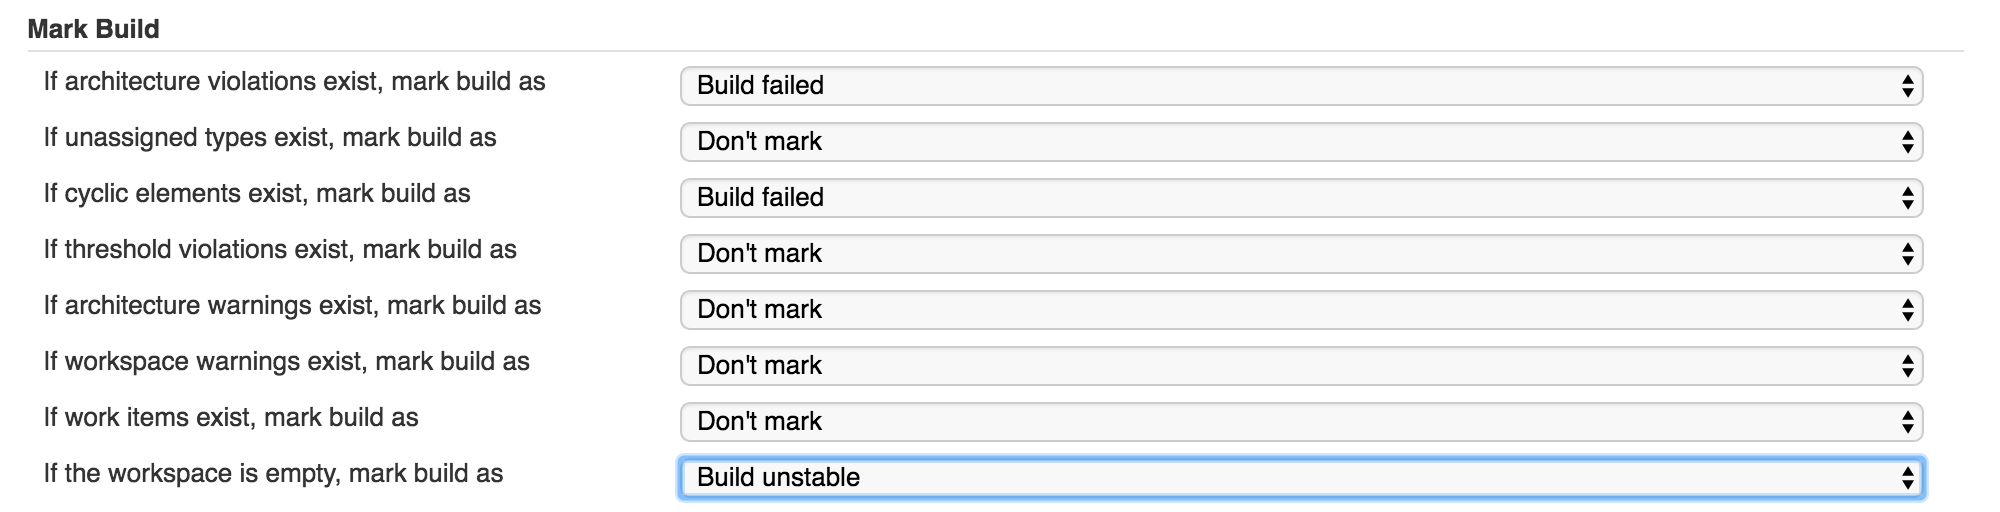 Mark Build
If architecture violations exist, mark build as Build failed
If unassigned types exist, mark build as Don't mark
If cyclic elements exist, mark build as Build failed
If threshold violations exist, mark build as Don't mark
If architecture warnings exist, mark build as Don't mark
If workspace warnings exist, mark build as Don't mark
If work items exist, mark build as Don't mark
If the workspace is empty, mark build as Build unstable